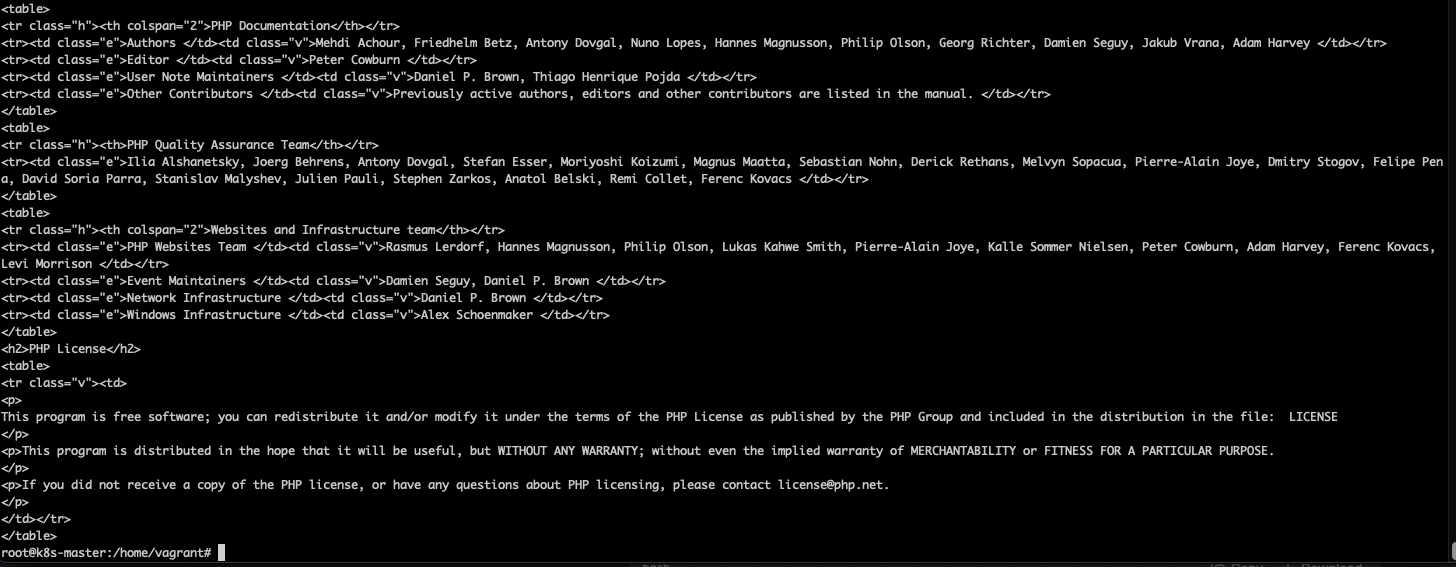 <table>
<tr class="h"><th colspan="2">PHP Documentation</th></tr>
<tr><td class="e">Authors </td><td class="v">Mehdi Achour, Friedhelm Betz, Antony Dovgal, Nuno Lopes, Hannes Magnusson, Philip Olson, Georg Richter, Damien Seguy, Jakub Vrana, Adam Harvey </td></tr>
<tr><td class="e">Editor </td><td class="v">Peter Cowburn </td></tr>
<tr><td class="e">User Note Maintainers </td><td class="v">Daniel P. Brown, Thiago Henrique Pojda </td></tr>
<tr><td class="e">Other Contributors </td><td class="v">Previously active authors, editors and other contributors are listed in the manual. </td></tr>
</table>
<table>
<tr class="h"><th>PHP Quality Assurance Team</th></tr>
<tr><td class="e">Ilia Alshanetsky, Joerg Behrens, Antony Dovgal, Stefan Esser, Moriyoshi Koizumi, Magnus Maatta, Sebastian Nohn, Derick Rethans, Melvyn Sopacua, Pierre-Alain Joye, Dmitry Stogov, Felipe Pen
a, David Soria Parra, Stanislav Malyshev, Julien Pauli, Stephen Zarkos, Anatol Belski, Remi Collet, Ferenc Kovacs </td></tr>
</table>
<table>
<tr class="h"><th colspan="2">Websites and Infrastructure team</th></tr>
<tr><td class="e">PHP Websites Team </td><td class="v">Rasmus Lerdorf, Hannes Magnusson, Philip Olson, Lukas Kahwe Smith, Pierre-Alain Joye, Kalle Sommer Nielsen, Peter Cowburn, Adam Harvey, Ferenc Kovacs,
Levi Morrison </td></tr>
<tr><td class="e">Event Maintainers </td><td class="v">Damien Seguy, Daniel P. Brown </td></tr>
<tr><td class="e">Network Infrastructure </td><td class="v">Daniel P. Brown </td></tr>
<tr><td class="e">Windows Infrastructure </td><td class="v">Alex Schoenmaker </td></tr>
</table>
<h2>PHP License</h2>
<table>
<tr class="v"><td>
<p>
This program is free software; you can redistribute it and/or modify it under the terms of the PHP License as published by the PHP Group and included in the distribution in the file:  LICENSE
</p>
<p>This program is distributed in the hope that it will be useful, but WITHOUT ANY WARRANTY; without even the implied warranty of MERCHANTABILITY or FITNESS FOR A PARTICULAR PURPOSE.
</p>
<p>If you did not receive a copy of the PHP license, or have any questions about PHP licensing, please contact license@php.net.
</p>
</td></tr>
</table>
root@k8s-master:/home/vagrant#